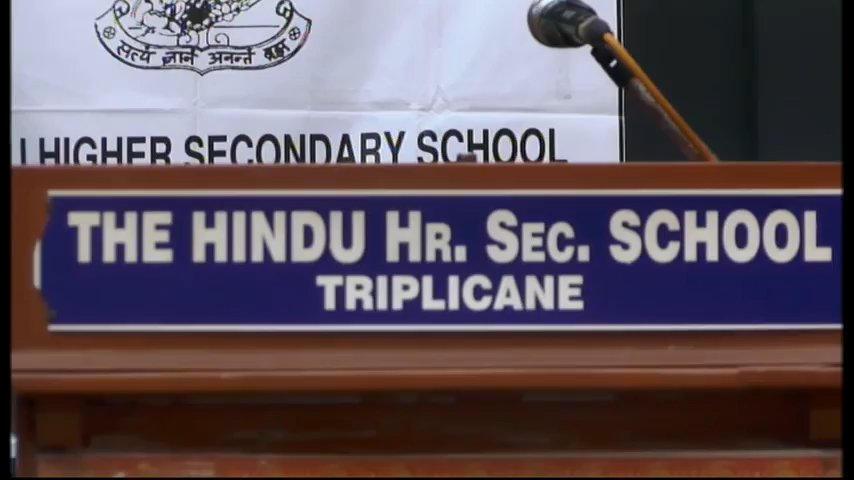 सत्यं ज्ञानं अनन्तं ब्रह्म
HIGHER SECONDARY SCHOOL
THE HINDU HR. SEC. SCHOOL
TRIPLICANE